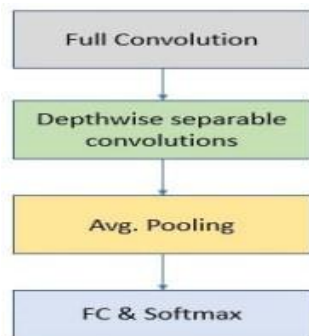 Full Convolution
Depthwise separable
convolutions
Avg. Pooling
FC & Softmax